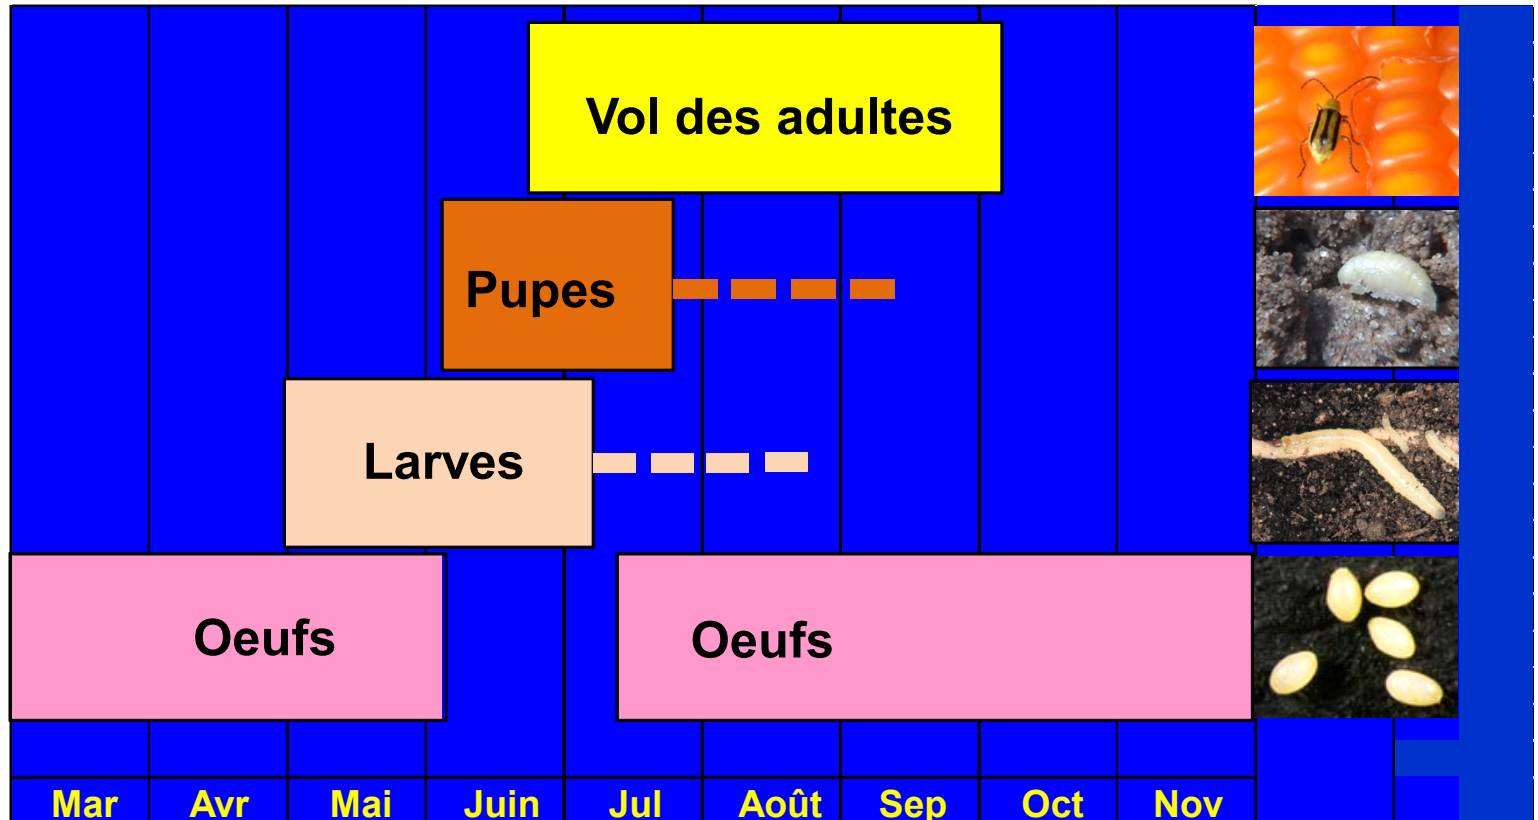 Vol des adultes
Pupes
Larves
Oeufs Oeufs
Mar Avr Mai Juin Jul Août Sep Oct Nov